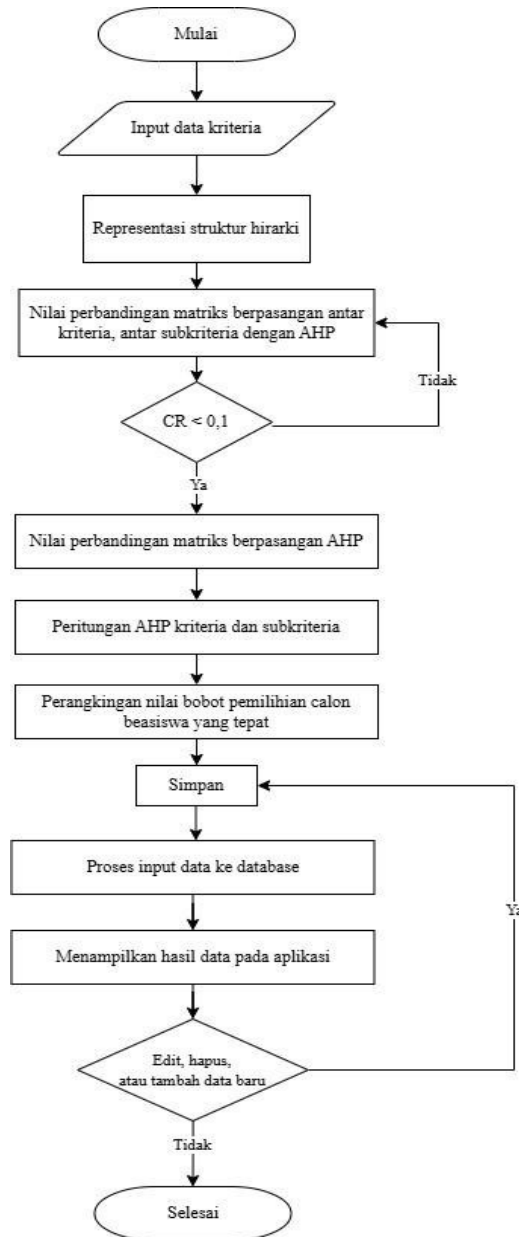 Mulai
Input data kriteria
Representasi struktur hirarki
Nilai perbandingan matriks berpasangan antar
kriteria, antar subkriteria dengan AHP
Tidak
CR < 0,1
Ya
Nilai perbandingan matriks berpasangan AHP
Peritungan AHP kriteria dan subkriteria
Perangkingan nilai bobot pemilihian calon
beasiswa yang tepat
Simpan
Proses input data ke database
Ya
Menampilkan hasil data pada aplikasi
Edit, hapus,
atau tambah data baru
Tidak
Selesai